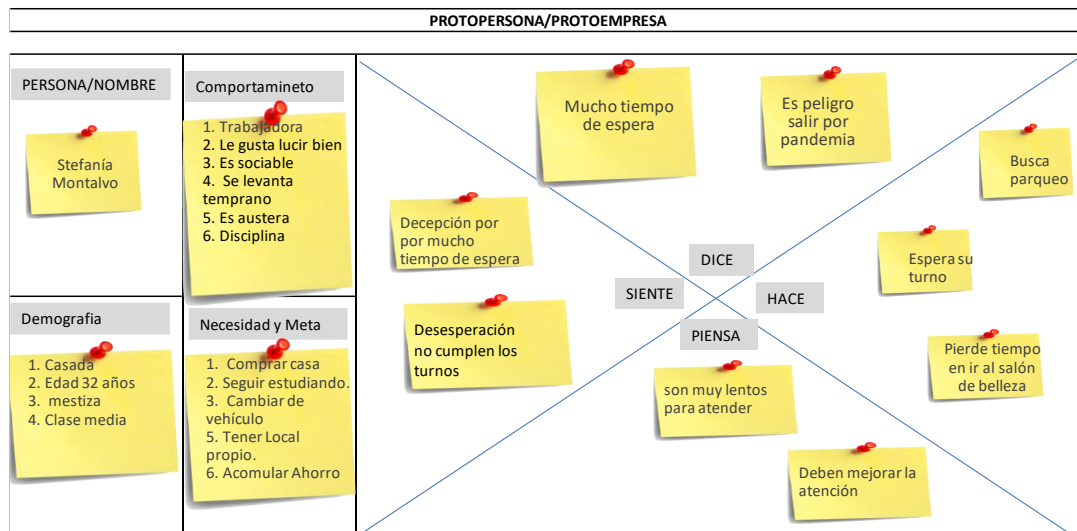 PROTOPERSONA/PROTOEMPRESA
PERSONA/NOMBRE
Stefanía
Montalvo
Comportamineto
1. Trabajadora
2. Le gusta lucir bien
3. Es sociable
4. Se levanta
temprano
5. Es austera
6. Disciplina
Demografia
1. Casada
2. Edad 32 años
3. mestiza
4. Clase media
Necesidad y Meta
1. Comprar casa
2. Seguir estudiando.
3. Cambiar de
vehículo
5. Tener Local
propio.
6. Acomular Ahorro
Mucho tiempo
de espera
Es peligro
salir por
pandemia
DICE
Decepción por
por mucho
tiempo de espera
Desesperación
no cumplen los
turnos
SIENTE
Busca
parqueo
Espera su
turno
HACE
Pierde tiempo
en ir al salón
de belleza
PIENSA
son muy lentos
para atender
Deben mejorar la
atención